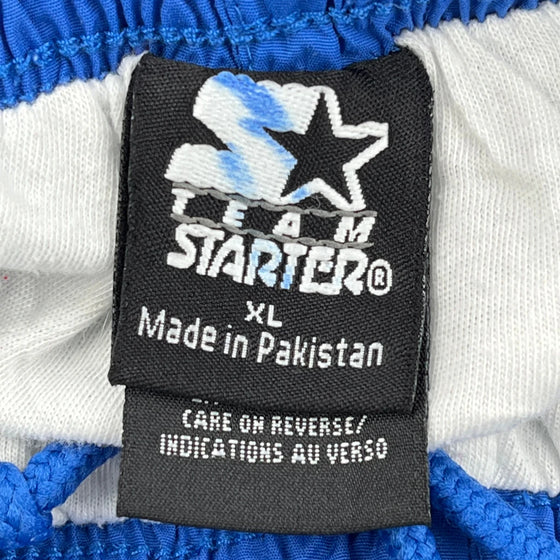 TEAM
STARTER®
XL
Made in Pakistan
CARE ON REVERSE/
INDICATIONS AU VERSO